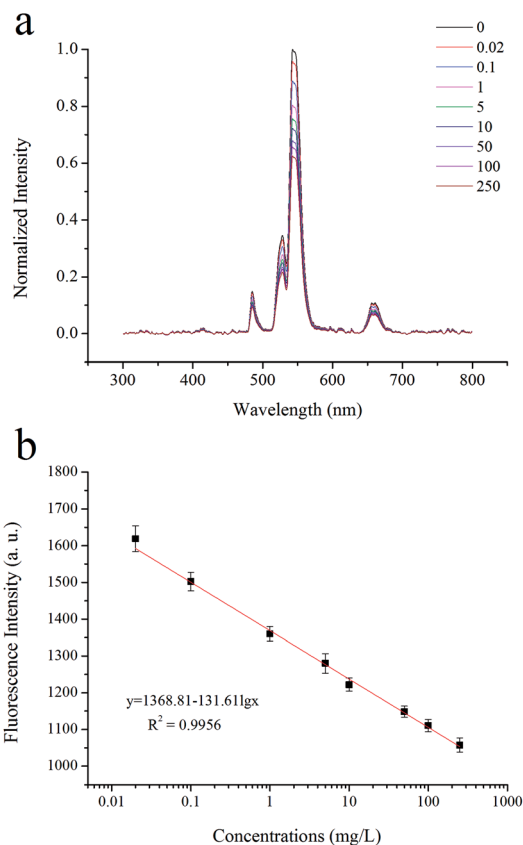 a
Normalized Intensity
1.0
0.8
0.6
0.4
0.2
0.0
300 400 500 600 700 800
Wavelength (nm)
0
0.02
0.1
1
5
10
50
100
250
b
Fluorescence Intensity (a. u.)
1800
1700
1600
1500
1400
1300
1200
1100
1000
y=1368.81-131.61lgx
R² = 0.9956
0.01 0.1 1 10 100 1000
Concentrations (mg/L)